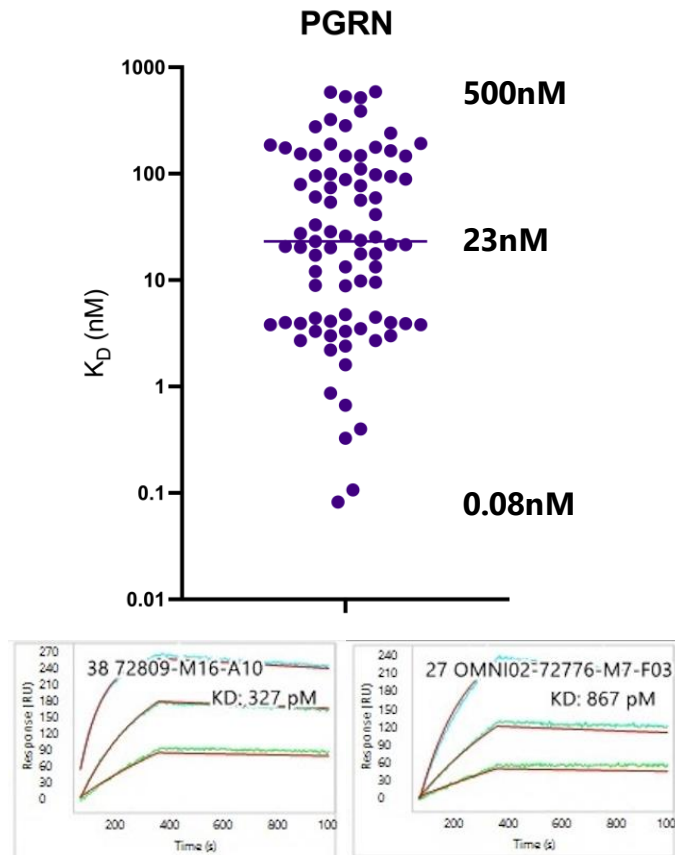 PGRN
1000
500nM
100
23nM
10
K_D (nM)
1
0.1
0.08nM
0.01
270
240
210
180
150
120
90
60
30
0
Response (RU)
38 72809-M16-A10
KD: 327 pM
200 400 600 800 100
Time (s)
240
210
180
150
120
90
60
30
0
Response (RU)
27 OMNI02-72776-M7-F03
KD: 867 pM
200 400 600 800 100
Time (s)